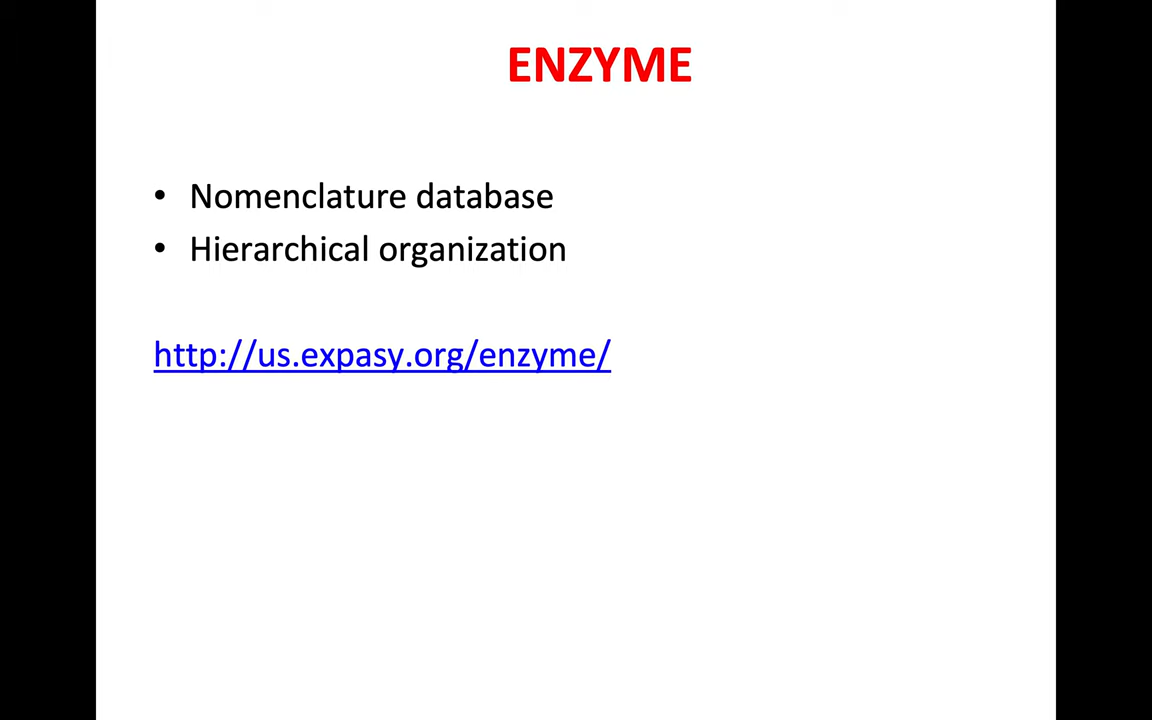 ENZYME
• Nomenclature database
• Hierarchical organization
http://us.expasy.org/enzyme/